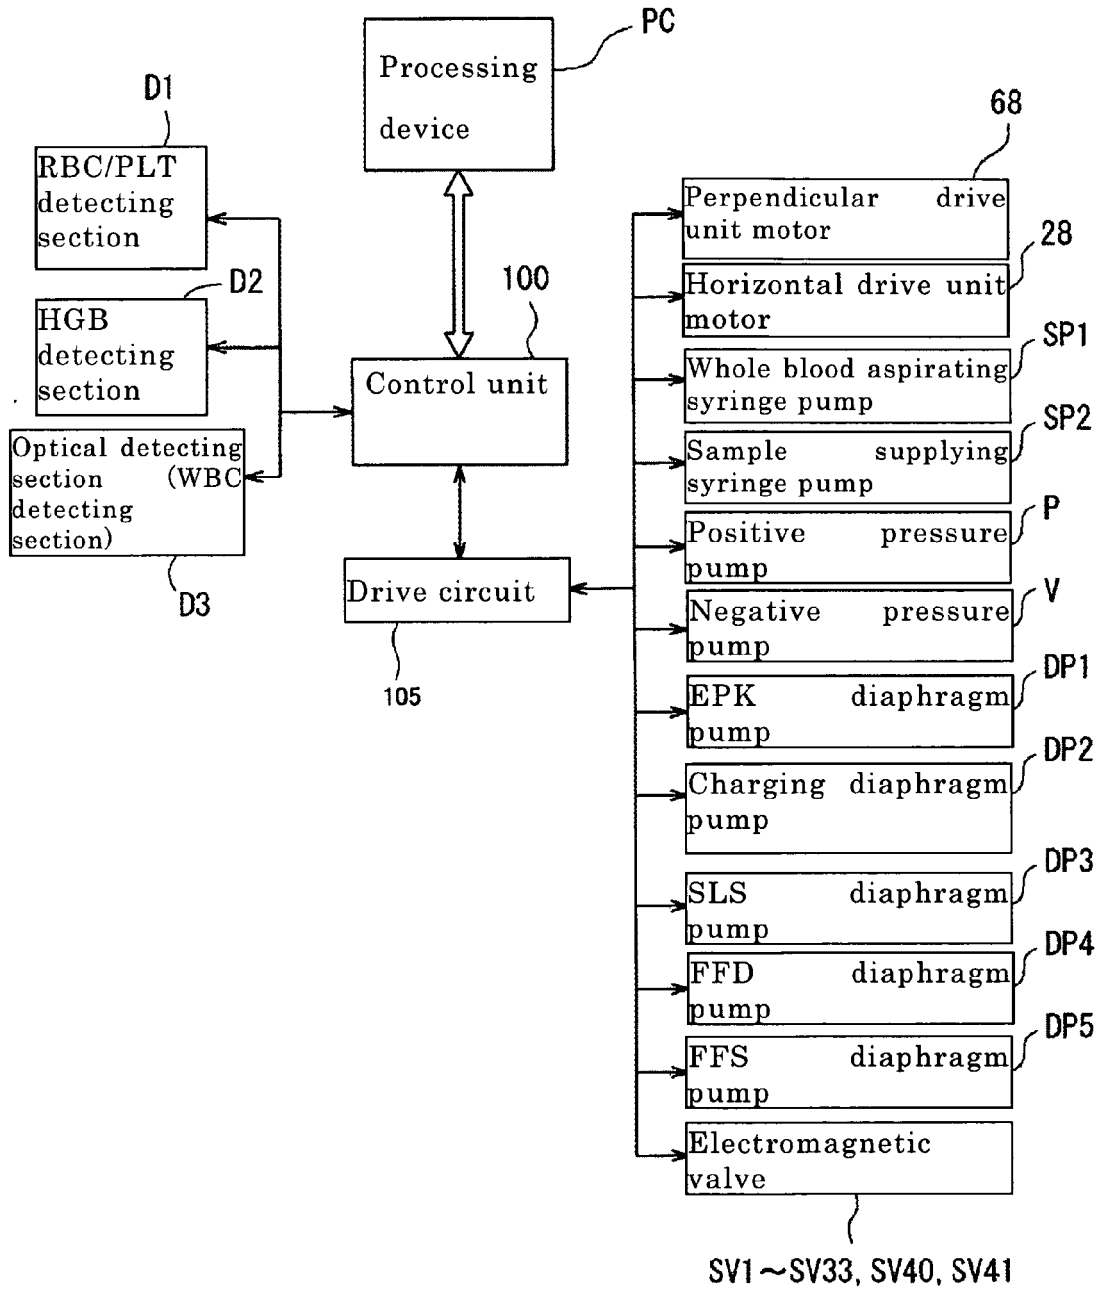 PC
Processing
device
D1
RBC/PLT
detecting
section
D2
HGB
detecting
section
Optical detecting
section (WBC
detecting
section)
D3
100
Control unit
Drive circuit
105
68
Perpendicular drive
unit motor
28
Horizontal drive unit
motor
SP1
Whole blood aspirating
syringe pump
SP2
Sample supplying
syringe pump
P
Positive pressure
pump
V
Negative pressure
pump
DP1
EPK diaphragm
pump
DP2
Charging diaphragm
pump
DP3
SLS diaphragm
pump
DP4
FFD diaphragm
pump
DP5
FFS diaphragm
pump
Electromagnetic
valve
SV1～SV33, SV40, SV41